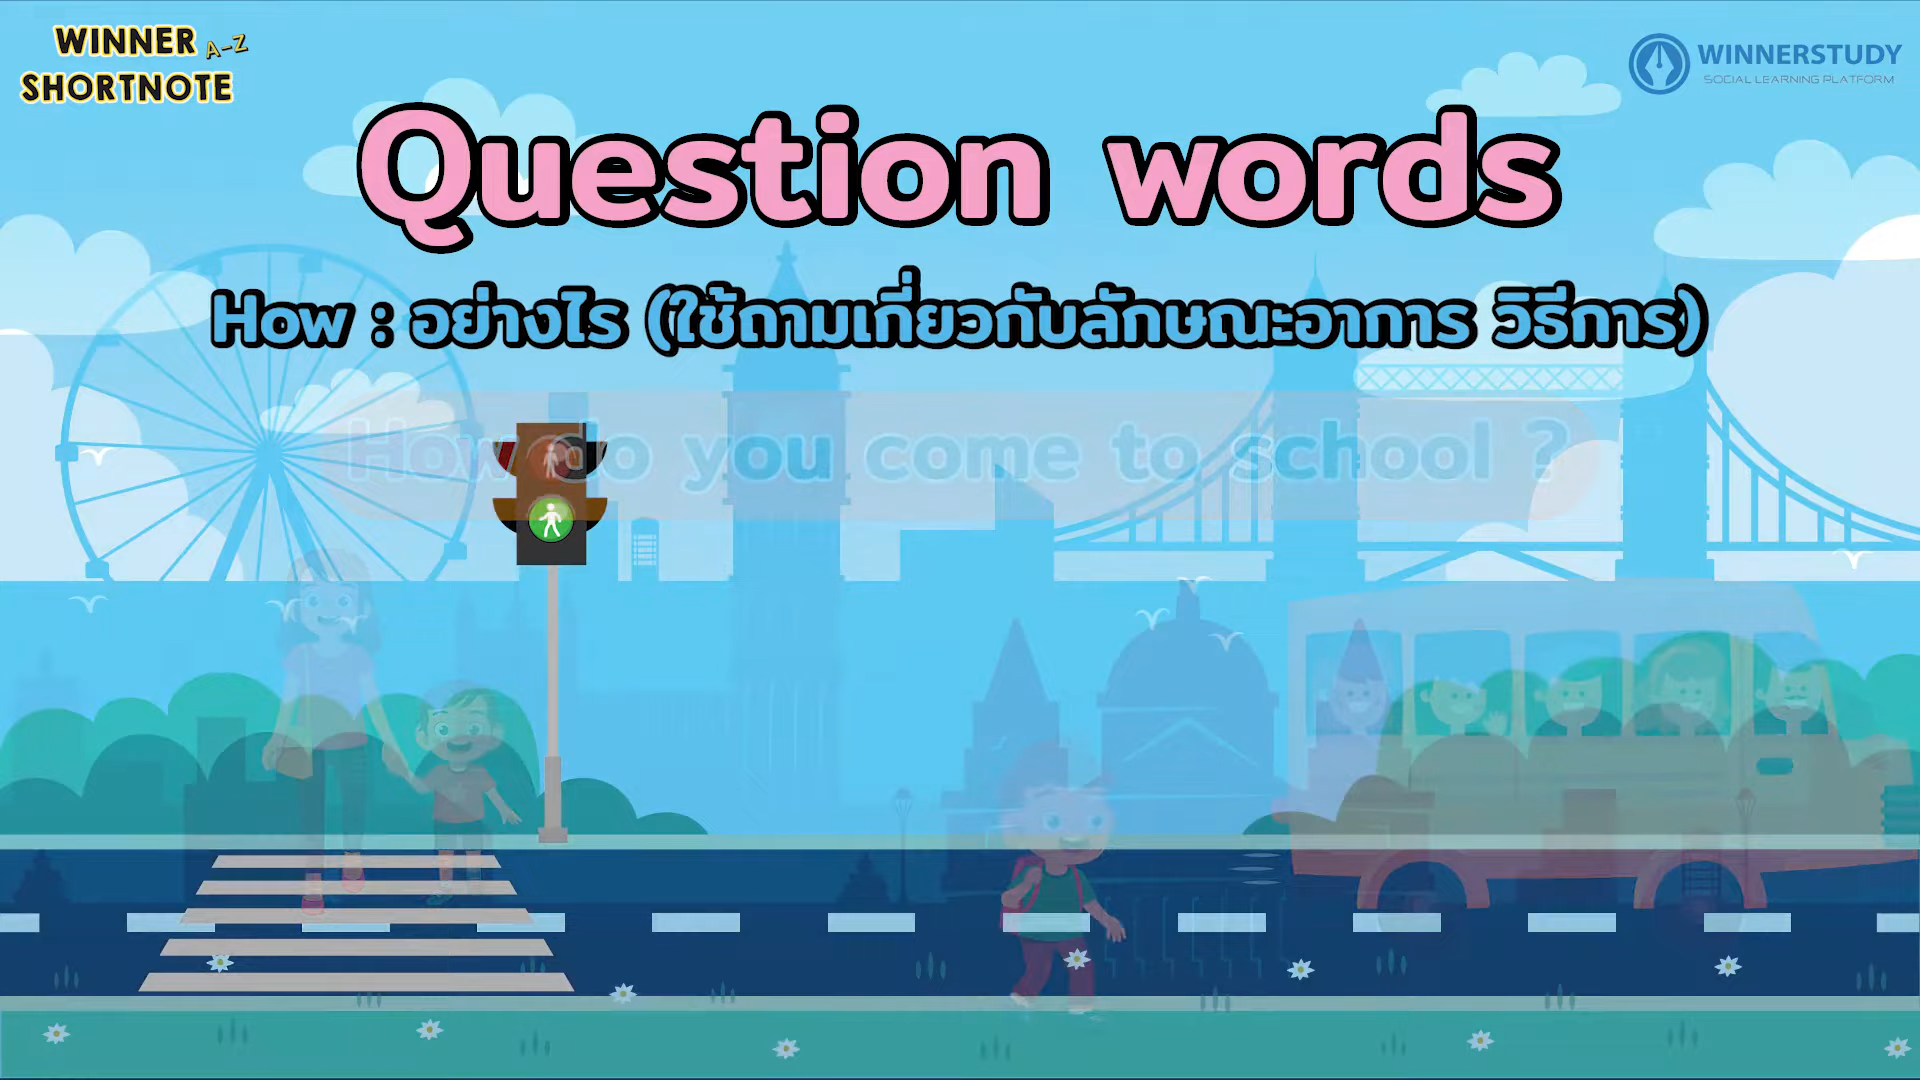 WINNER A-Z
SHORTNOTE
WINNERSTUDY
SOCIAL LEARNING PLATFORM
Question words
How : อย่างไร (ใช้ถามเกี่ยวกับลักษณะอาการ วิธีการ)
How do you come to school ?